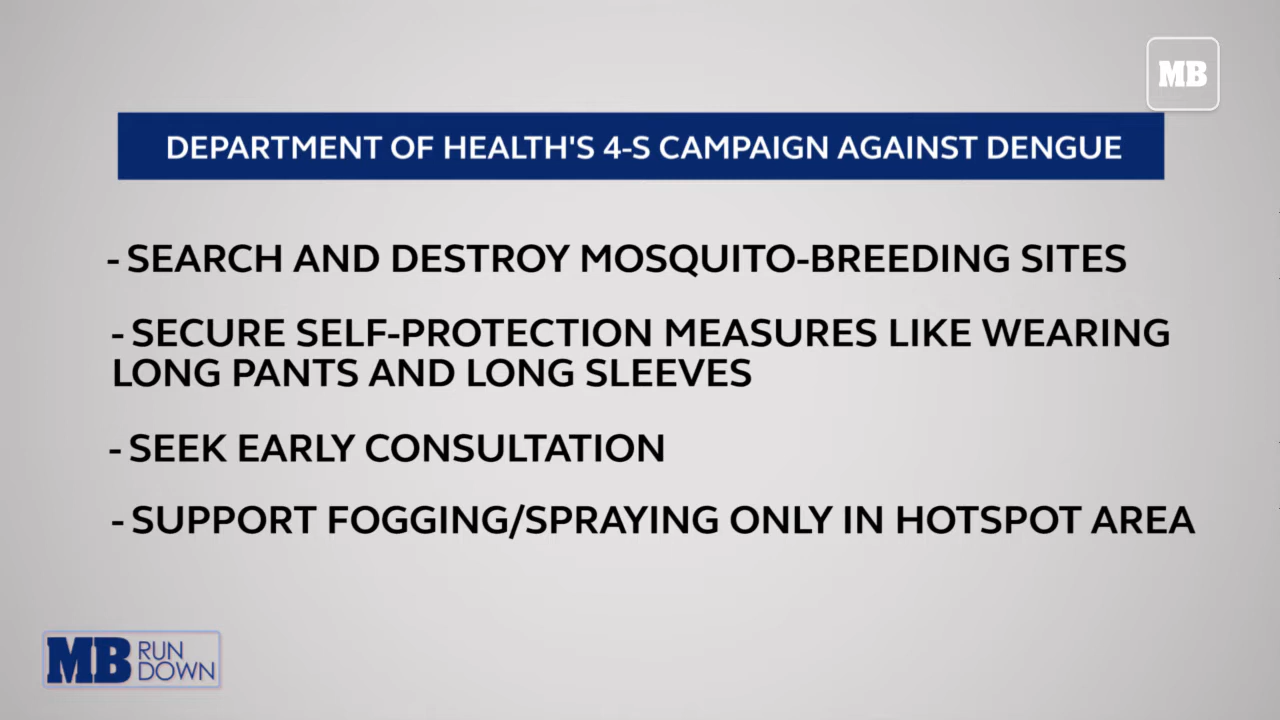 MB
DEPARTMENT OF HEALTH'S 4-S CAMPAIGN AGAINST DENGUE
- SEARCH AND DESTROY MOSQUITO-BREEDING SITES
- SECURE SELF-PROTECTION MEASURES LIKE WEARING
LONG PANTS AND LONG SLEEVES
- SEEK EARLY CONSULTATION
- SUPPORT FOGGING/SPRAYING ONLY IN HOTSPOT AREA
MB RUN
DOWN